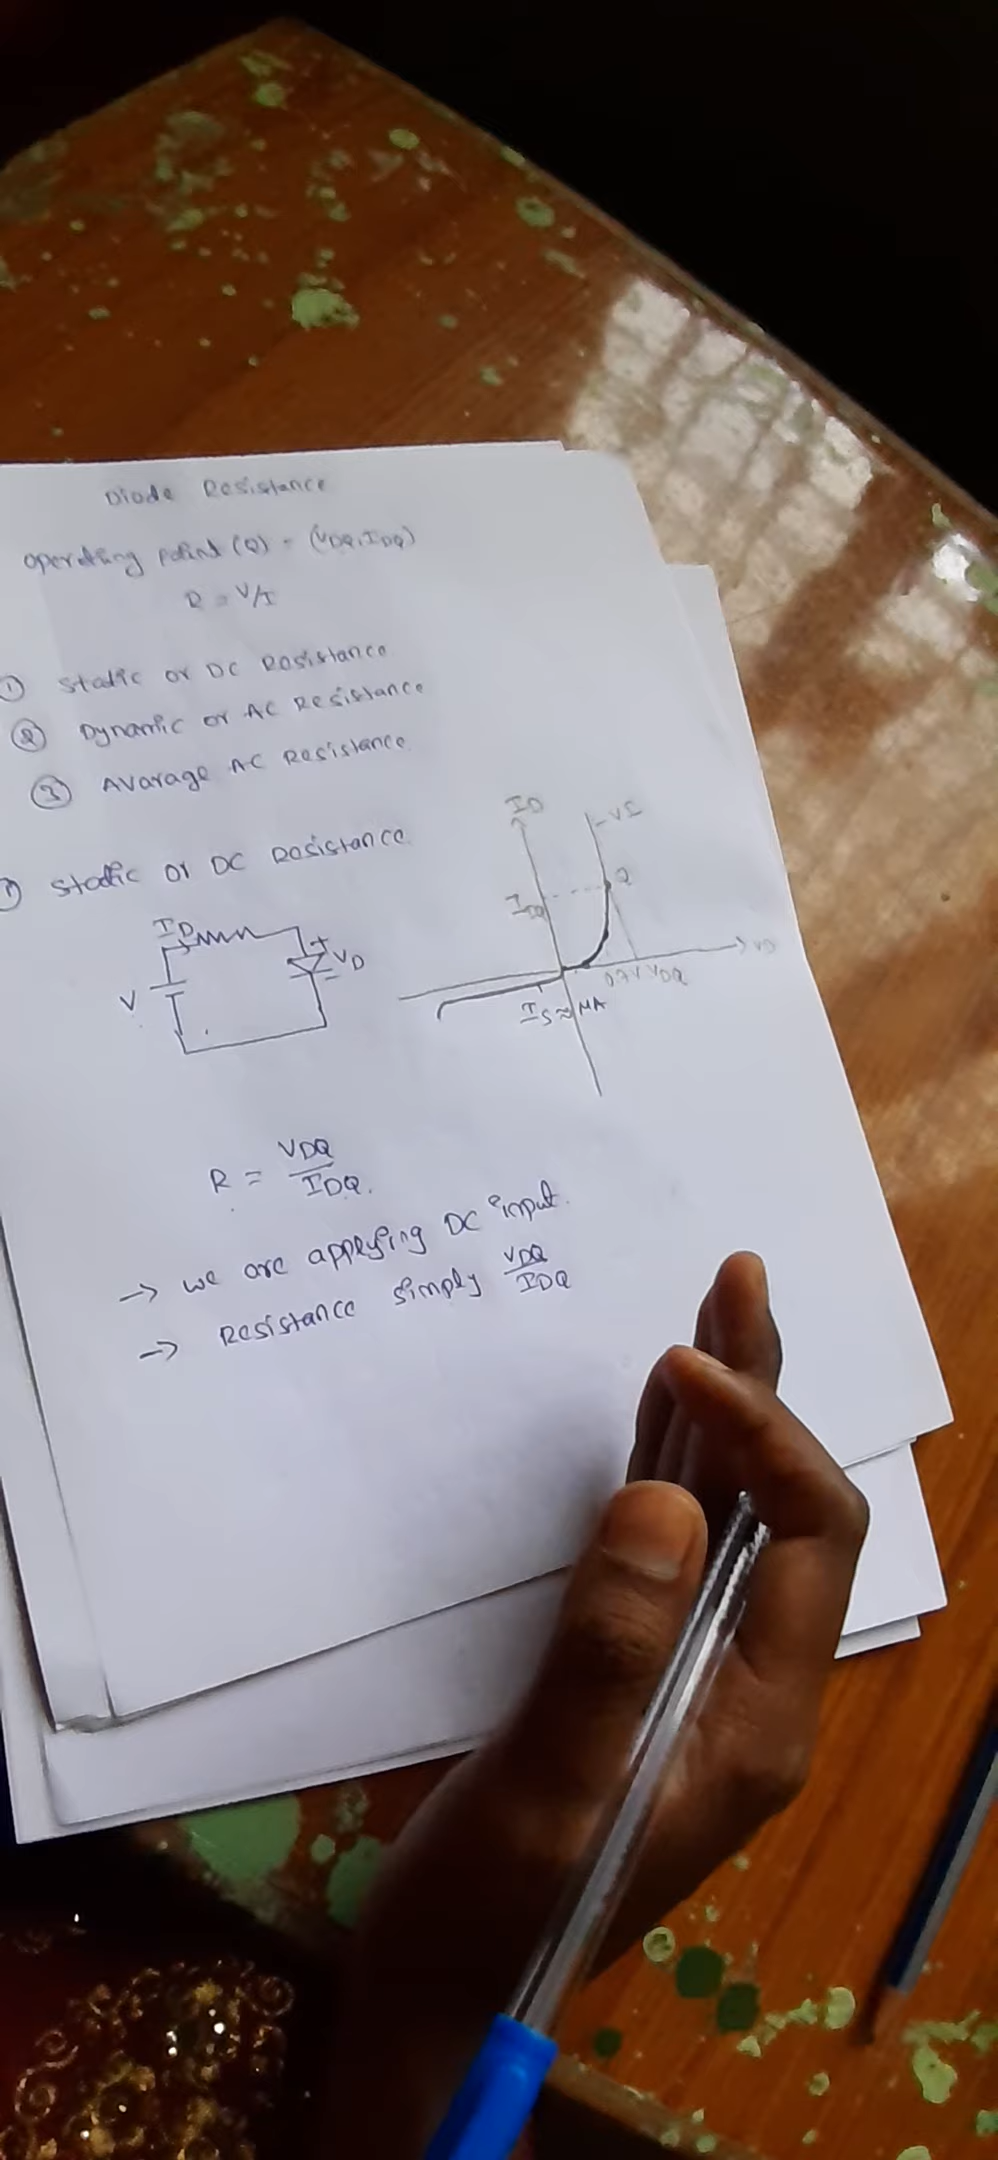 Diode Resistance
Operating point (Q) = (VDQ, IDQ)
R = V/I
① Static or DC Resistance
② Dynamic or AC Resistance
③ Avarage AC Resistance
① Static or DC Resistance
ID
+
VD
-
V
ID
VI
Q
IDQ
VD
0.7V VDQ
IS ≈ MA
R = VDQ/IDQ.
→ we are applying DC input.
→ Resistance simply VDQ/IDQ